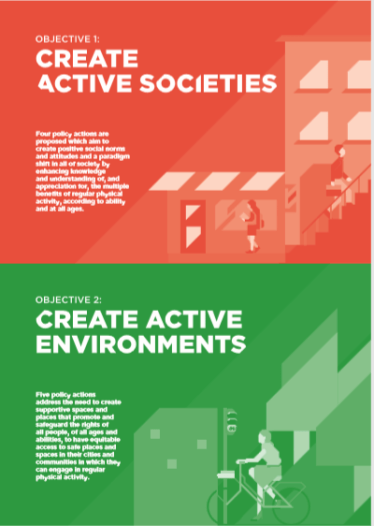 OBJECTIVE 1:
CREATE
ACTIVE SOCIETIES
Four policy actions are
proposed which aim to
create positive social norms
and attitudes and a paradigm
shift in all of society by
enhancing knowledge
and understanding of, and
appreciation for, the multiple
benefits of regular physical
activity, according to ability
and at all ages.
OBJECTIVE 2:
CREATE ACTIVE
ENVIRONMENTS
Five policy actions
address the need to create
supportive spaces and
places that promote and
safeguard the rights of
all people, of all ages and
abilities, to have equitable
access to safe places and
spaces in their cities and
communities in which they
can engage in regular
physical activity.